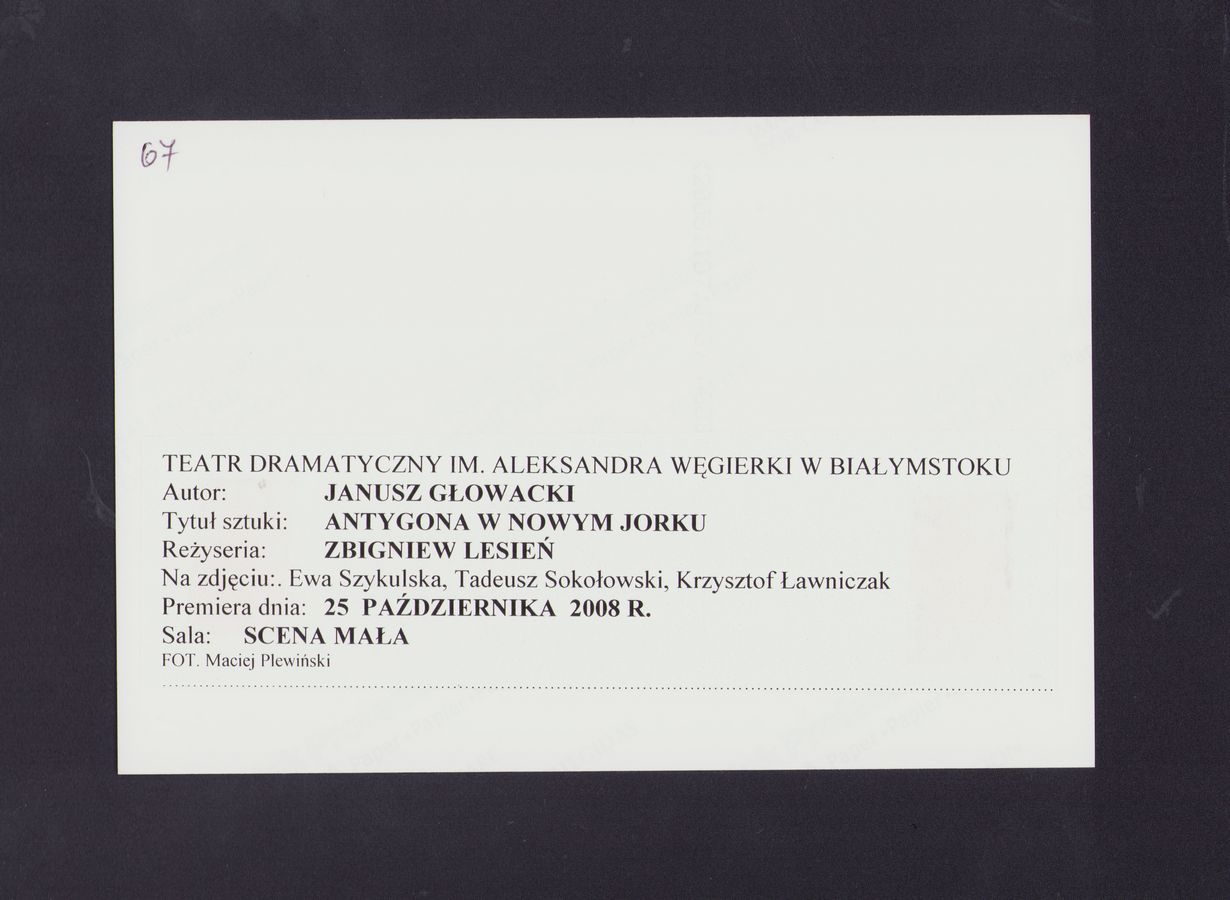 67
TEATR DRAMATYCZNY IM. ALEKSANDRA WĘGIERKI W BIAŁYMSTOKU
Autor: JANUSZ GŁOWACKI
Tytuł sztuki: ANTYGONA W NOWYM JORKU
Reżyseria: ZBIGNIEW LESIEŃ
Na zdjęciu:. Ewa Szykulska, Tadeusz Sokołowski, Krzysztof Ławniczak
Premiera dnia: 25 PAŹDZIERNIKA 2008 R.
Sala: SCENA MAŁA
FOT. Maciej Plewiński